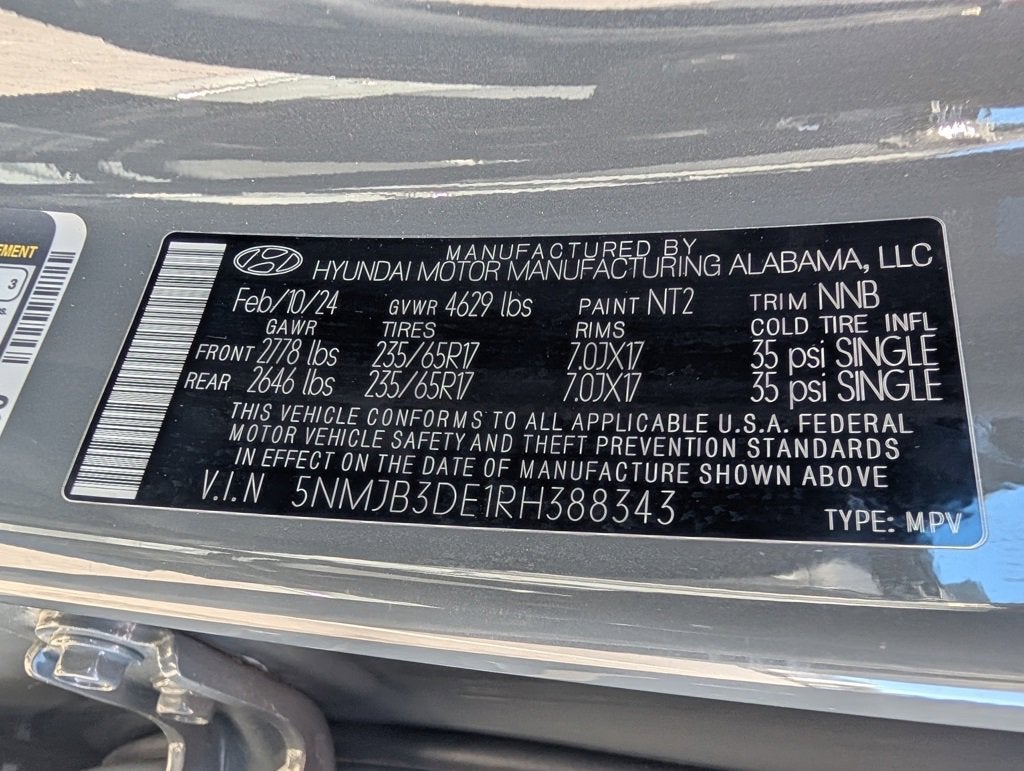 EMENT
3
MANUFACTURED BY
HYUNDAI MOTOR MANUFACTURING ALABAMA, LLC
Feb/10/24 GVWR 4629 lbs PAINT NT2 TRIM NNB
GAWR TIRES RIMS COLD TIRE INFL
FRONT 2778 lbs 235/65R17 7.0JX17 35 psi SINGLE
REAR 2646 lbs 235/65R17 7.0JX17 35 psi SINGLE
THIS VEHICLE CONFORMS TO ALL APPLICABLE U.S.A. FEDERAL
MOTOR VEHICLE SAFETY AND THEFT PREVENTION STANDARDS
IN EFFECT ON THE DATE OF MANUFACTURE SHOWN ABOVE
V.I.N 5NMJB3DE1RH388343
TYPE: MPV